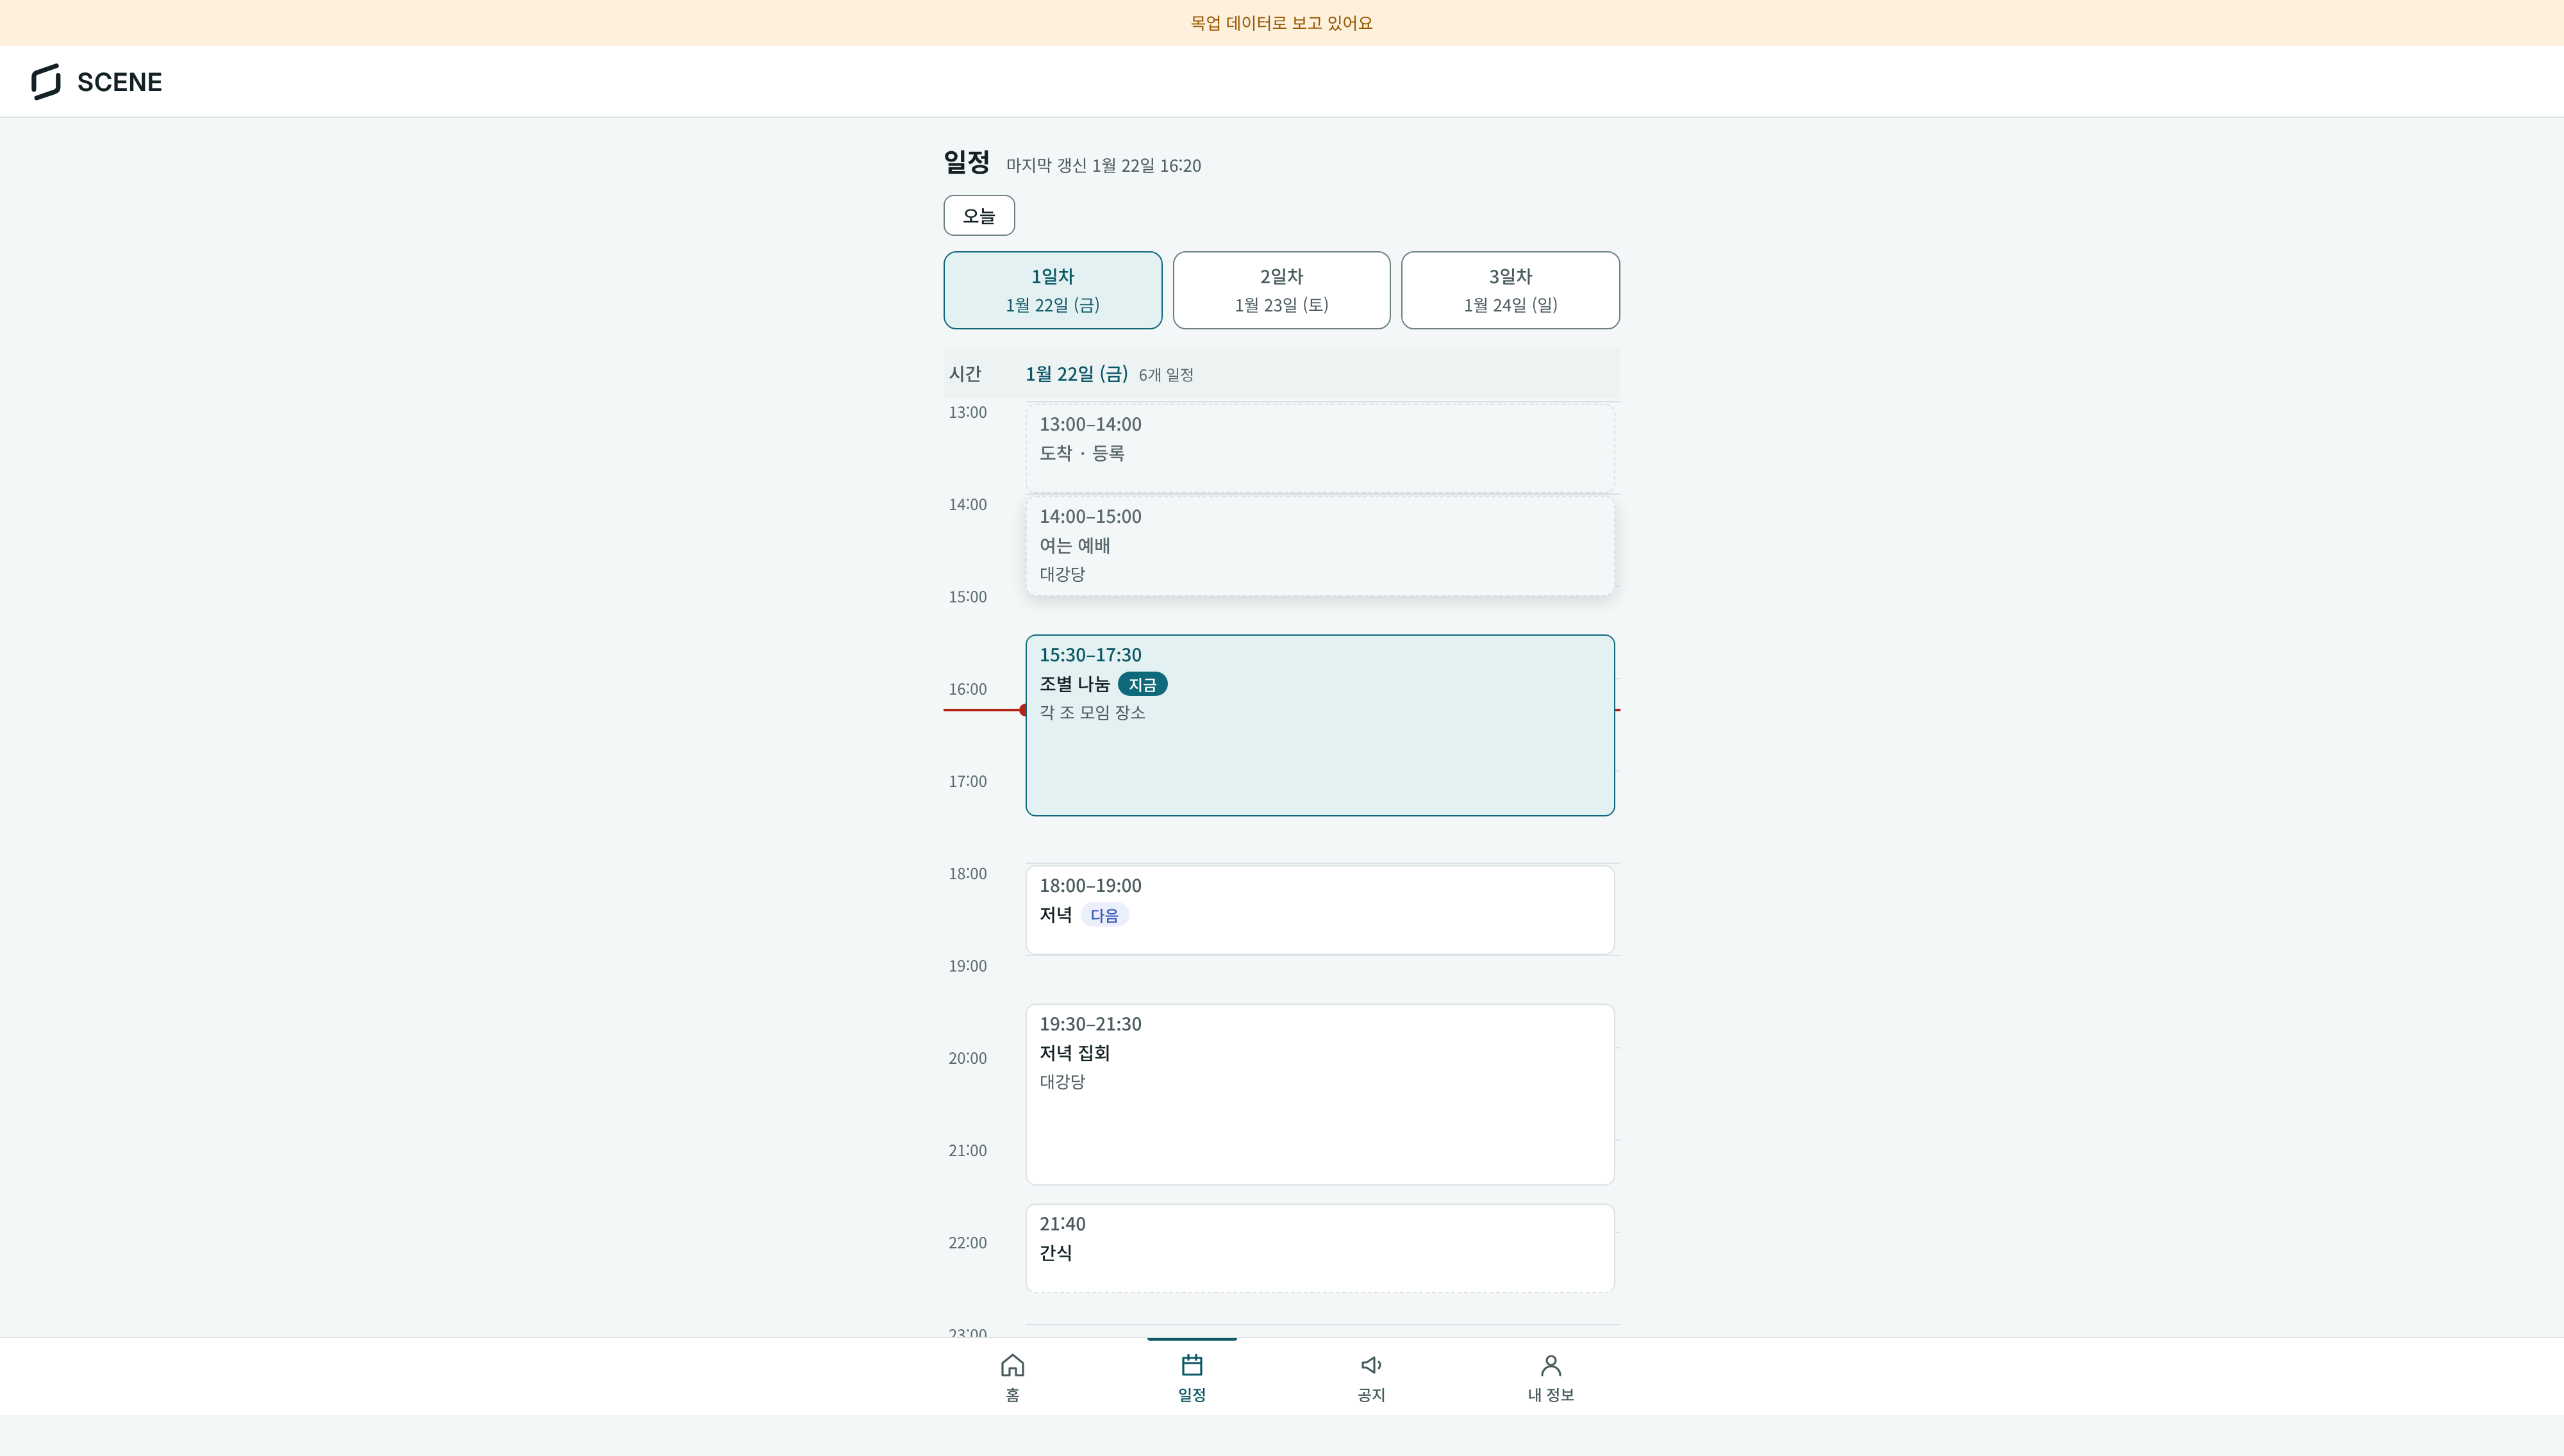 목업 데이터로 보고 있어요
SCENE
일정 마지막 갱신 1월 22일 16:20
오늘
1일차 2일차 3일차
1월 22일 (금) 1월 23일 (토) 1월 24일 (일)
시간 1월 22일 (금) 6개 일정
13:00
13:00–14:00
도착 · 등록
14:00
14:00–15:00
여는 예배
대강당
15:00
15:30–17:30
조별 나눔 지금
16:00
각 조 모임 장소
17:00
18:00
18:00–19:00
저녁 다음
19:00
19:30–21:30
저녁 집회
20:00
대강당
21:00
21:40
22:00
간식
23:00
홈 일정 공지 내 정보